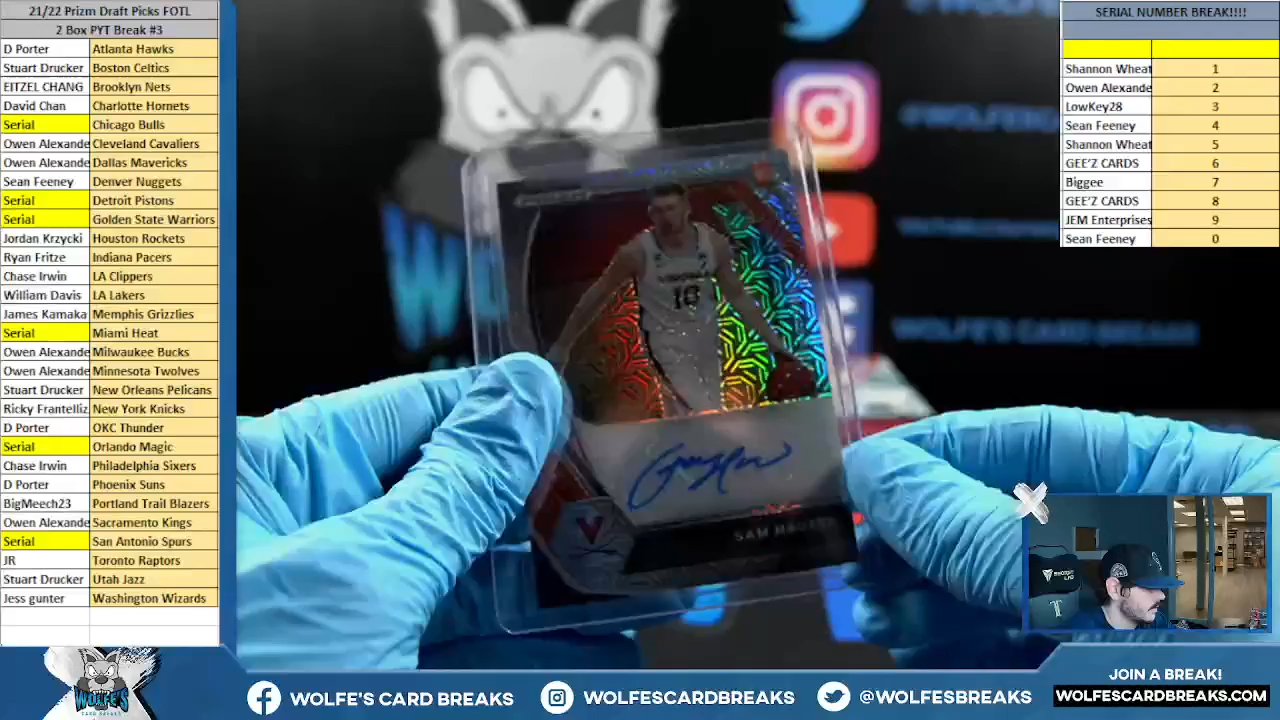 21/22 Prizm Draft Picks FOTL
2 Box PYT Break #3
D Porter Atlanta Hawks
Stuart Drucker Boston Celtics
EITZEL CHANG Brooklyn Nets
David Chan Charlotte Hornets
Serial Chicago Bulls
Owen Alexande Cleveland Cavaliers
Owen Alexande Dallas Mavericks
Sean Feeney Denver Nuggets
Serial Detroit Pistons
Serial Golden State Warriors
Jordan Krzycki Houston Rockets
Ryan Fritze Indiana Pacers
Chase Irwin LA Clippers
William Davis LA Lakers
James Kamaka Memphis Grizzlies
Serial Miami Heat
Owen Alexande Milwaukee Bucks
Owen Alexande Minnesota Twolves
Stuart Drucker New Orleans Pelicans
Ricky Frantelliz New York Knicks
D Porter OKC Thunder
Serial Orlando Magic
Chase Irwin Philadelphia Sixers
D Porter Phoenix Suns
BigMeech23 Portland Trail Blazers
Owen Alexande Sacramento Kings
Serial San Antonio Spurs
JR Toronto Raptors
Stuart Drucker Utah Jazz
Jess gunter Washington Wizards
SERIAL NUMBER BREAK!!!!
Shannon Wheat 1
Owen Alexande 2
LowKey28 3
Sean Feeney 4
Shannon Wheat 5
GEE'Z CARDS 6
Biggee 7
GEE'Z CARDS 8
JEM Enterprises 9
Sean Feeney 0
WOLFE'S CARD BREAKS
10
SAM
WOLFE'S
CARD BREAKS
WOLFE'S CARD BREAKS
WOLFESCARDBREAKS
@WOLFESBREAKS
JOIN A BREAK!
WOLFESCARDBREAKS.COM